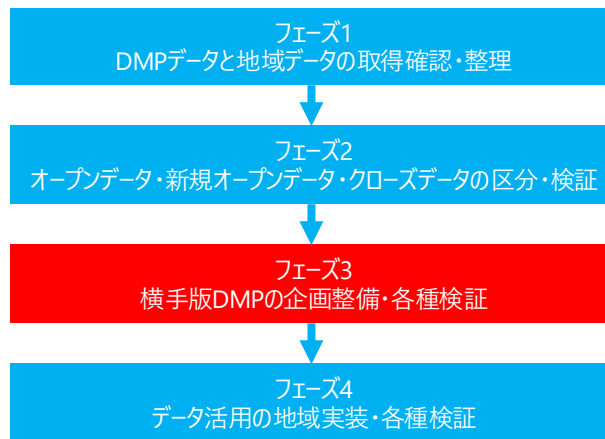 フェーズ1
DMPデータと地域データの取得確認・整理
フェーズ2
オープンデータ・新規オープンデータ・クローズデータの区分・検証
フェーズ3
横手版DMPの企画整備・各種検証
フェーズ4
データ活用の地域実装・各種検証